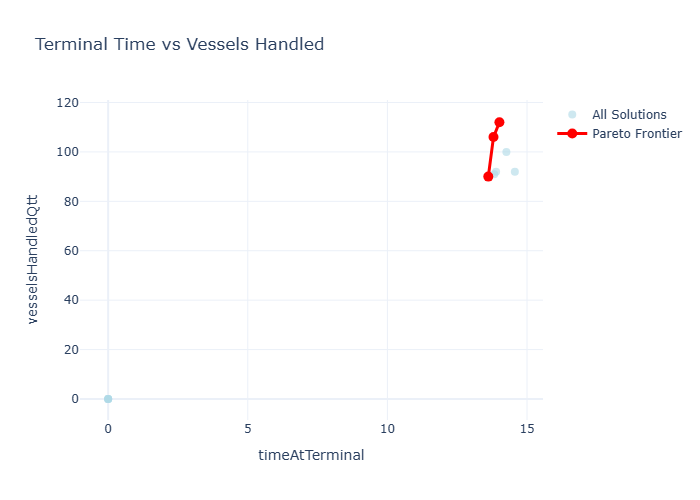 Terminal Time vs Vessels Handled
120
100
80
60
40
20
0
vesselsHandledQtt
0 5 10 15
timeAtTerminal
All Solutions
Pareto Frontier